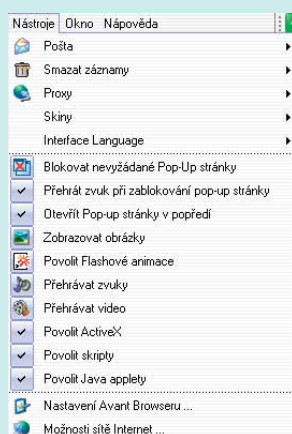 Nástroje Okno Nápověda
Pošta
Smazat záznamy
Proxy
Skiny
Interface Language
Blokovat nevyžádané Pop-Up stránky
Přehrát zvuk při zablokování pop-up stránky
Otevřít Pop-up stránky v popředí
Zobrazovat obrázky
Povolit Flashové animace
Přehrávat zvuky
Přehrávat video
Povolit ActiveX
Povolit skripty
Povolit Java applety
Nastavení Avant Browseru ...
Možnosti sítě Internet ...